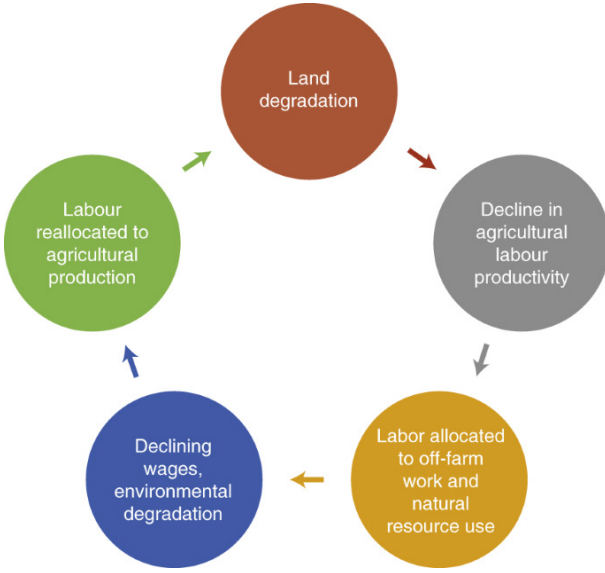 Land
degradation
Decline in
agricultural
labour
productivity
Labor allocated
to off-farm
work and
natural
resource use
Declining
wages,
environmental
degradation
Labour
reallocated to
agricultural
production